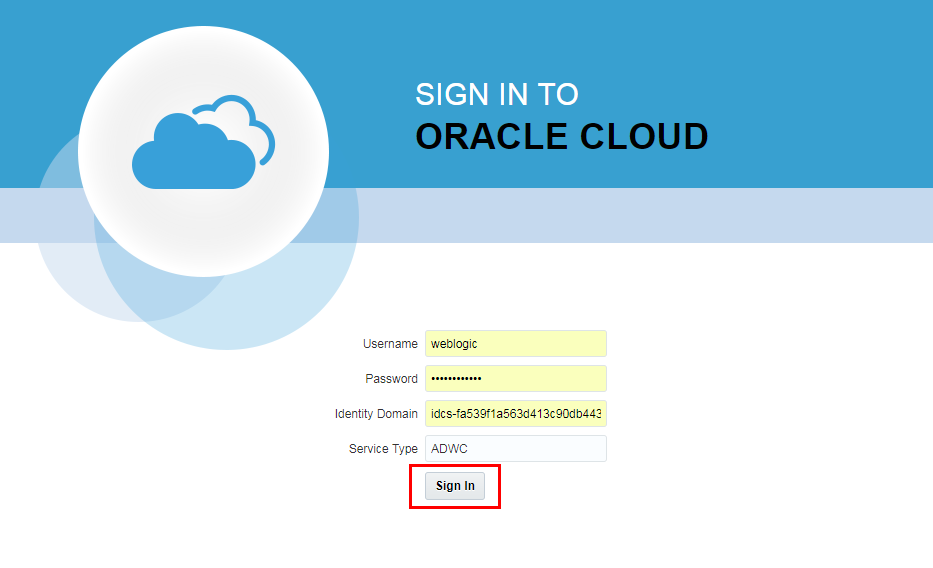 SIGN IN TO
ORACLE CLOUD
Username weblogic
Password ••••••••••••
Identity Domain idcs-fa539f1a563d413c90db443
Service Type ADWC
Sign In